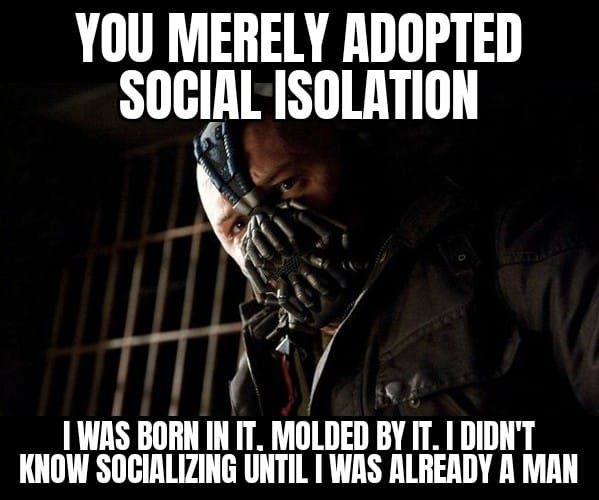 YOU MERELY ADOPTED
SOCIAL ISOLATION
I WAS BORN IN IT, MOLDED BY IT. I DIDN'T
KNOW SOCIALIZING UNTIL I WAS ALREADY A MAN